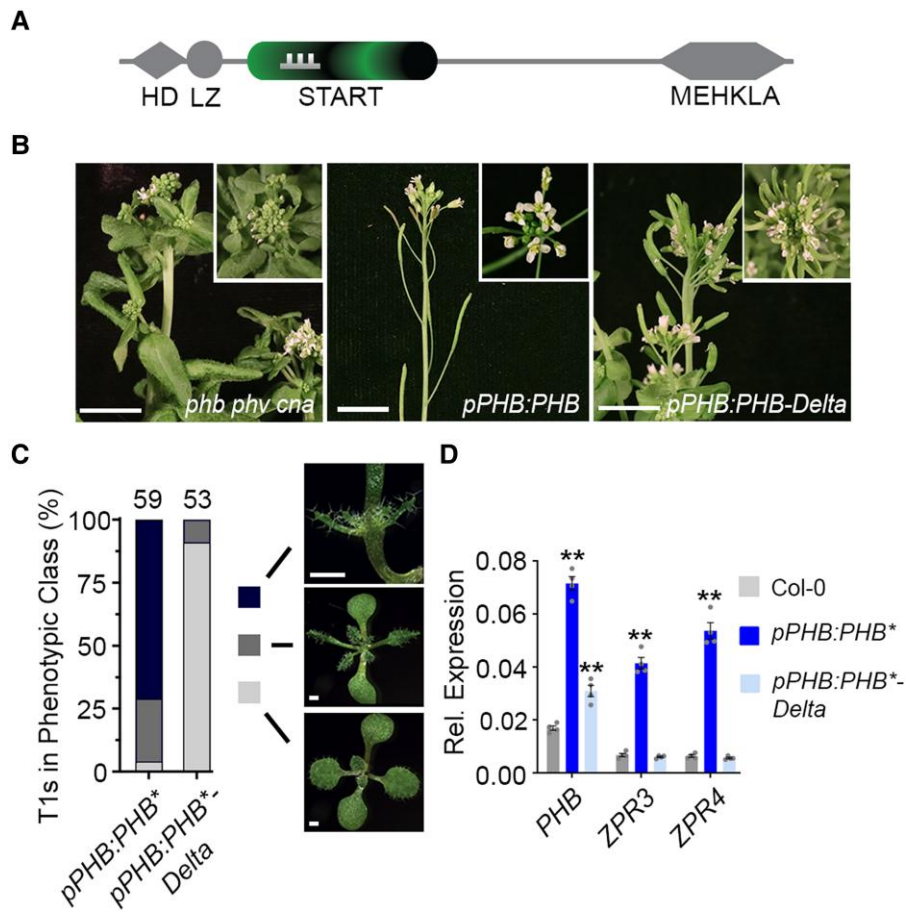 A
HD LZ START MEHKLA
B
phb phv cna
pPHB:PHB
pPHB:PHB-Delta
C
T1s in Phenotypic Class (%)
59 53
100
75
50
25
0
pPHB:PHB*
pPHB:PHB*-
Delta
D
Rel. Expression
0.08
0.06
0.04
0.02
0.00
** ** ** **
PHB
ZPR3
ZPR4
Col-0
pPHB:PHB*
pPHB:PHB*-
Delta